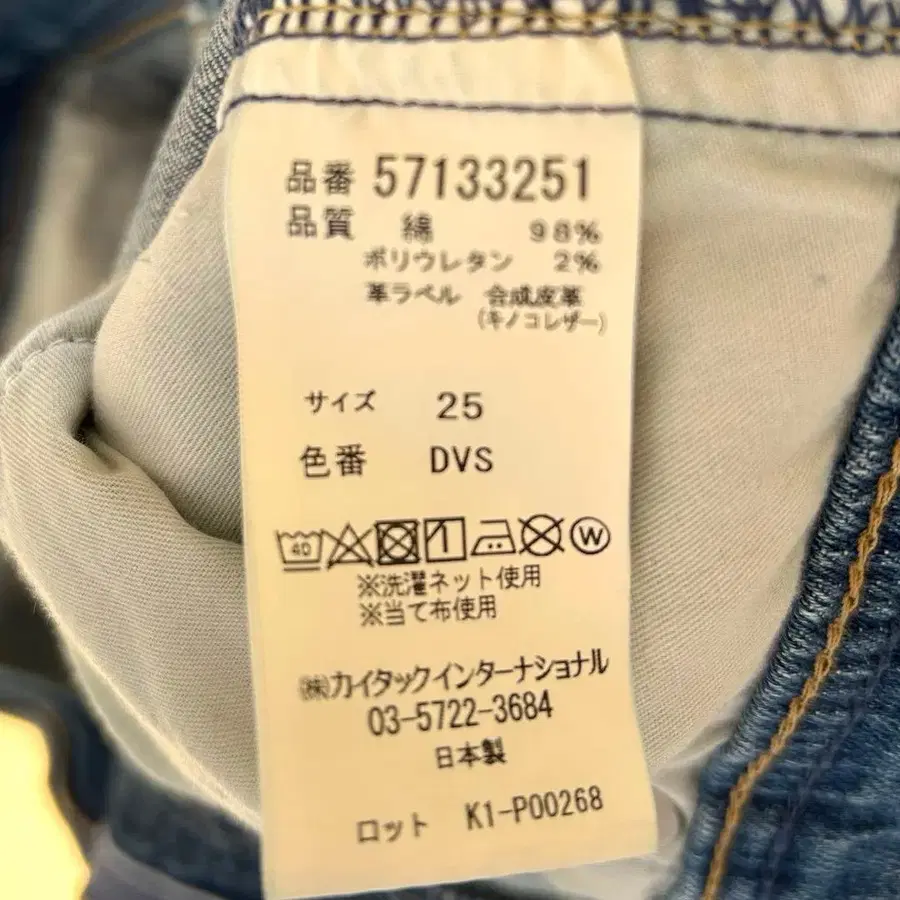 品番 57133251
品質 綿 98%
ポリウレタン 2%
革ラベル 合成皮革
(キノコレザー)
サイズ 25
色番 DVS
40 W
※洗濯ネット使用
※当て布使用
㈱カイタックインターナショナル
03-5722-3684
日本製
ロット K1-P00268